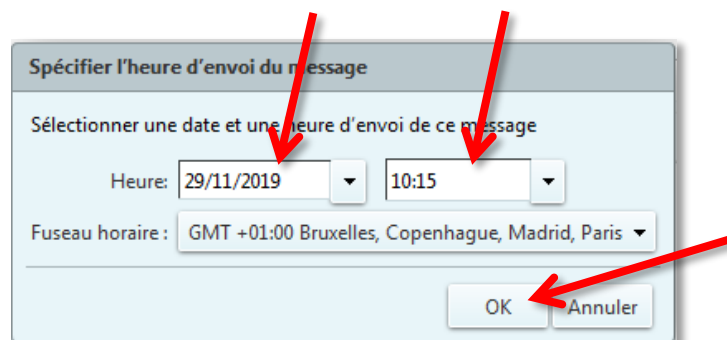 Spécifier l'heure d'envoi du message
Sélectionner une date et une heure d'envoi de ce message
Heure: 29/11/2019 10:15
Fuseau horaire : GMT +01:00 Bruxelles, Copenhague, Madrid, Paris
OK Annuler